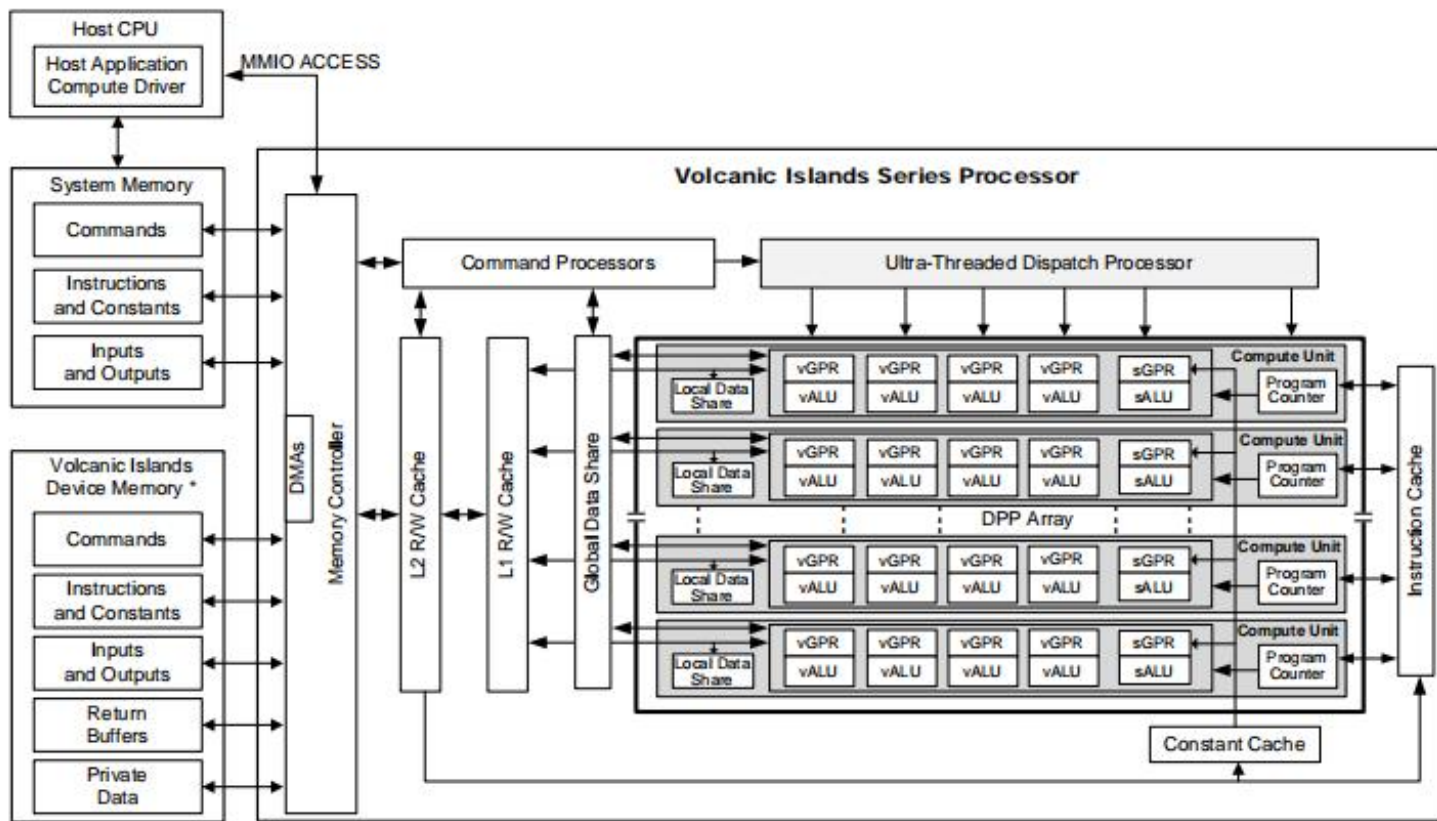 Host CPU
Host Application
Compute Driver
MMIO ACCESS
System Memory
Commands
Instructions
and Constants
Inputs
and Outputs
Volcanic Islands
Device Memory *
Commands
Instructions
and Constants
Inputs
and Outputs
Return
Buffers
Private
Data
Volcanic Islands Series Processor
DMAs
Memory Controller
Command Processors
Ultra-Threaded Dispatch Processor
L2 R/W Cache
L1 R/W Cache
Global Data Share
Compute Unit
Local Data
Share
vGPR vGPR vGPR vGPR sGPR
vALU vALU vALU vALU sALU
Program
Counter
Compute Unit
Local Data
Share
vGPR vGPR vGPR vGPR sGPR
vALU vALU vALU vALU sALU
Program
Counter
DPP Array
Compute Unit
Local Data
Share
vGPR vGPR vGPR vGPR sGPR
vALU vALU vALU vALU sALU
Program
Counter
Compute Unit
Local Data
Share
vGPR vGPR vGPR vGPR sGPR
vALU vALU vALU vALU sALU
Program
Counter
Instruction Cache
Constant Cache